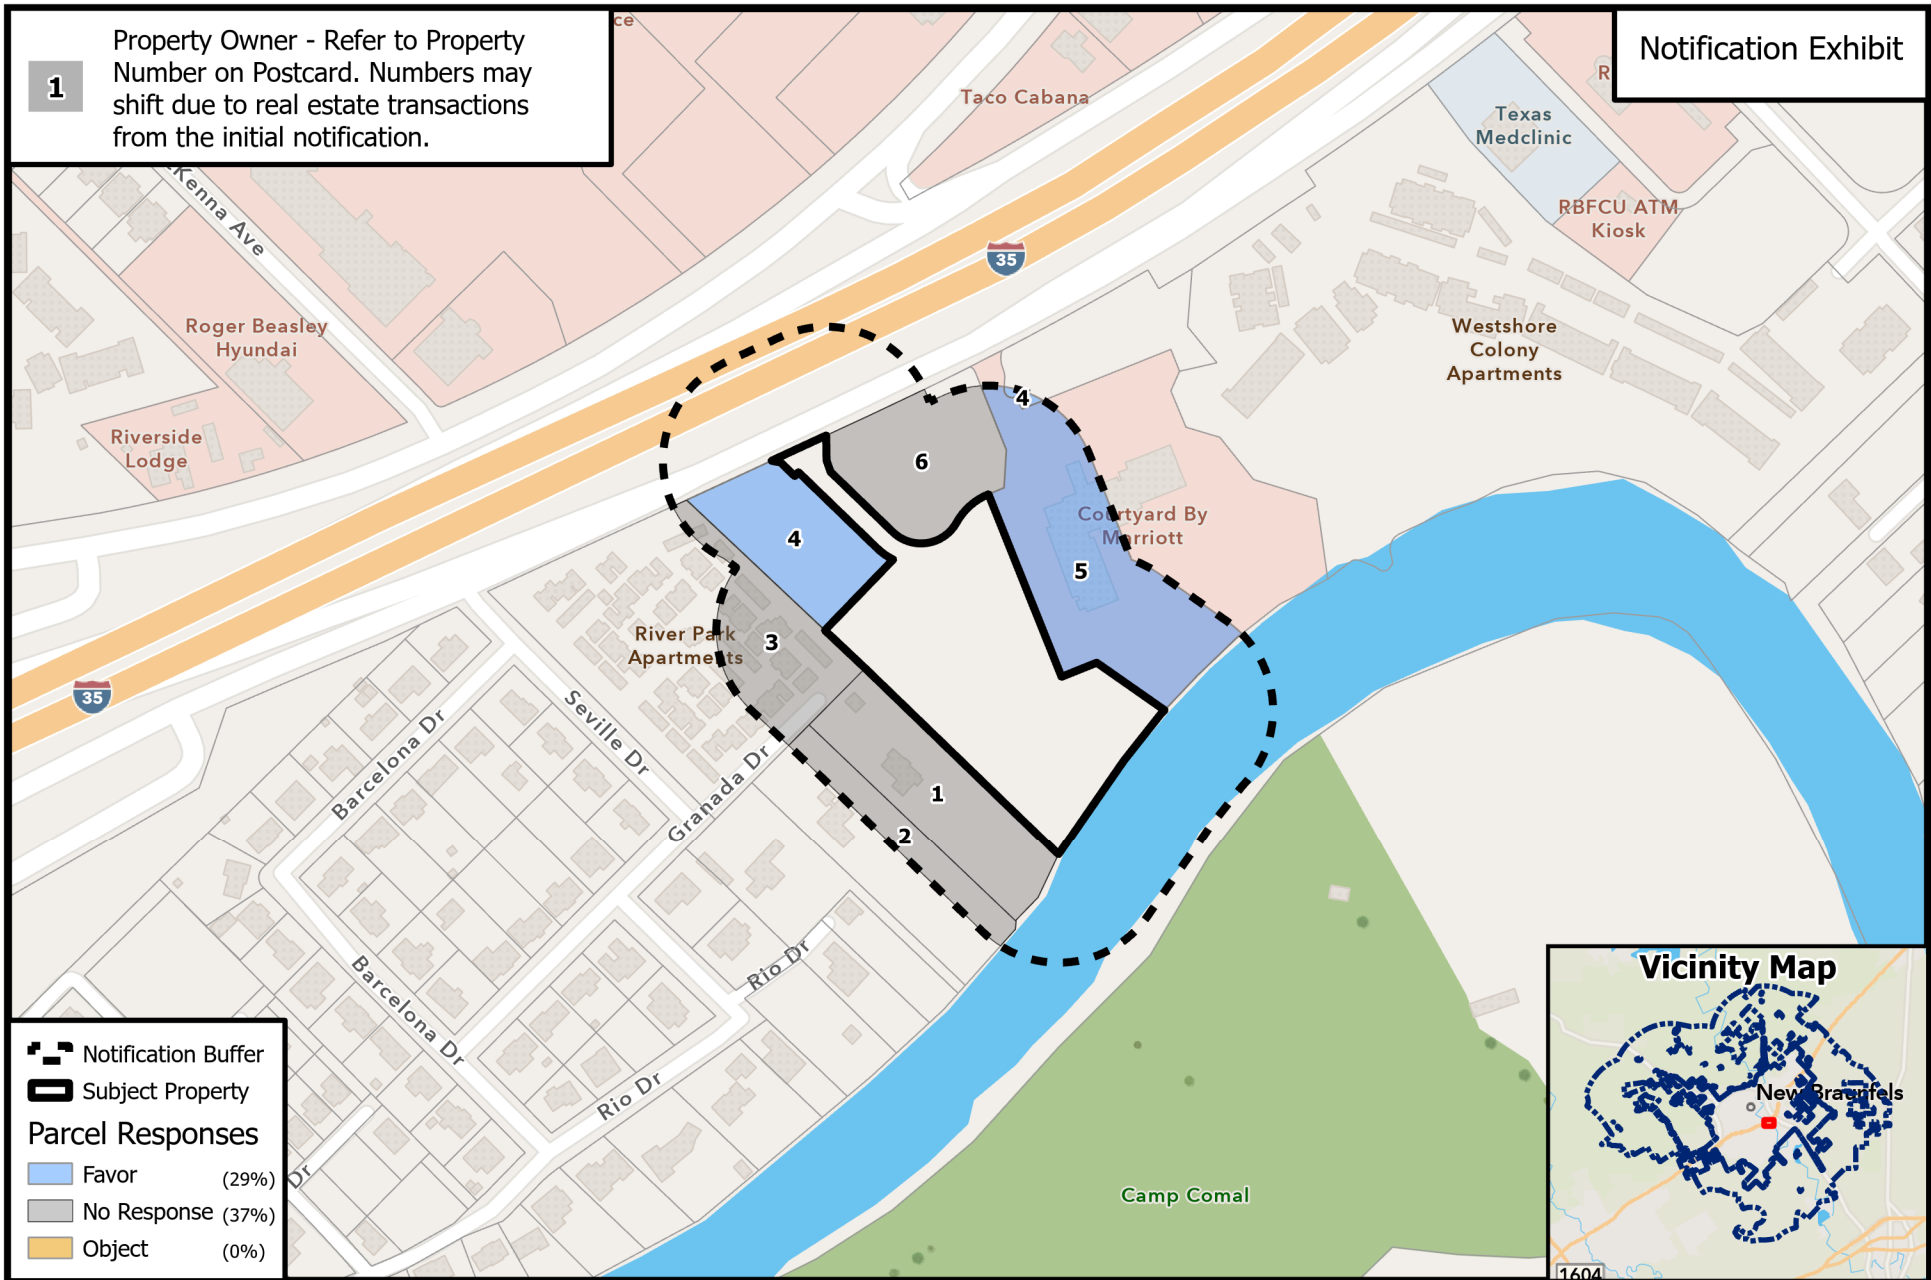 1
Property Owner - Refer to Property
Number on Postcard. Numbers may
shift due to real estate transactions
from the initial notification.
Notification Exhibit
ce
Taco Cabana
Texas
Medclinic
RBFCU ATM
Kiosk
R
Kenna Ave
35
Roger Beasley
Hyundai
Westshore
Colony
Apartments
Riverside
Lodge
4
6
4
Courtyard By
Marriott
5
River Park
Apartments
3
35
Seville Dr
Barcelona Dr
Granada Dr
1
2
Rio Dr
Barcelona Dr
Rio Dr
Dr
Camp Comal
Notification Buffer
Subject Property
Parcel Responses
Favor (29%)
No Response (37%)
Object (0%)
Vicinity Map
New Braunfels
1604